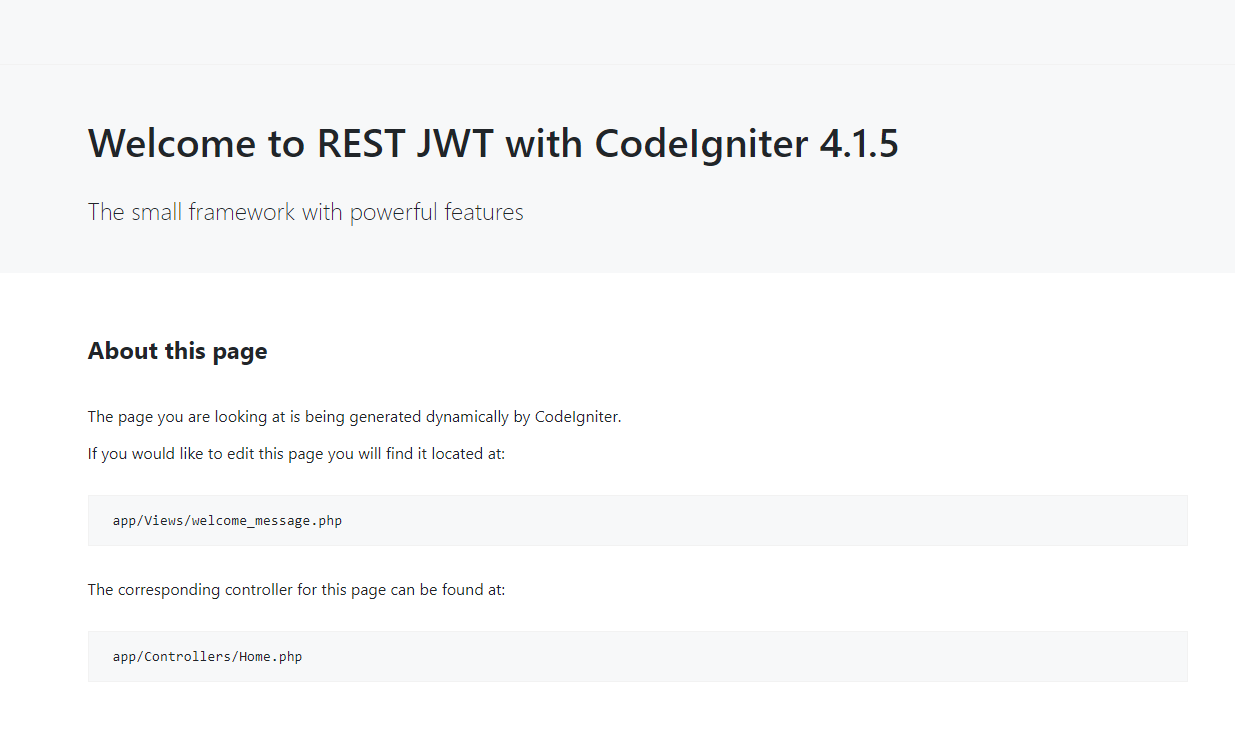 Welcome to REST JWT with CodeIgniter 4.1.5
The small framework with powerful features
About this page
The page you are looking at is being generated dynamically by CodeIgniter.
If you would like to edit this page you will find it located at:
app/Views/welcome_message.php
The corresponding controller for this page can be found at:
app/Controllers/Home.php